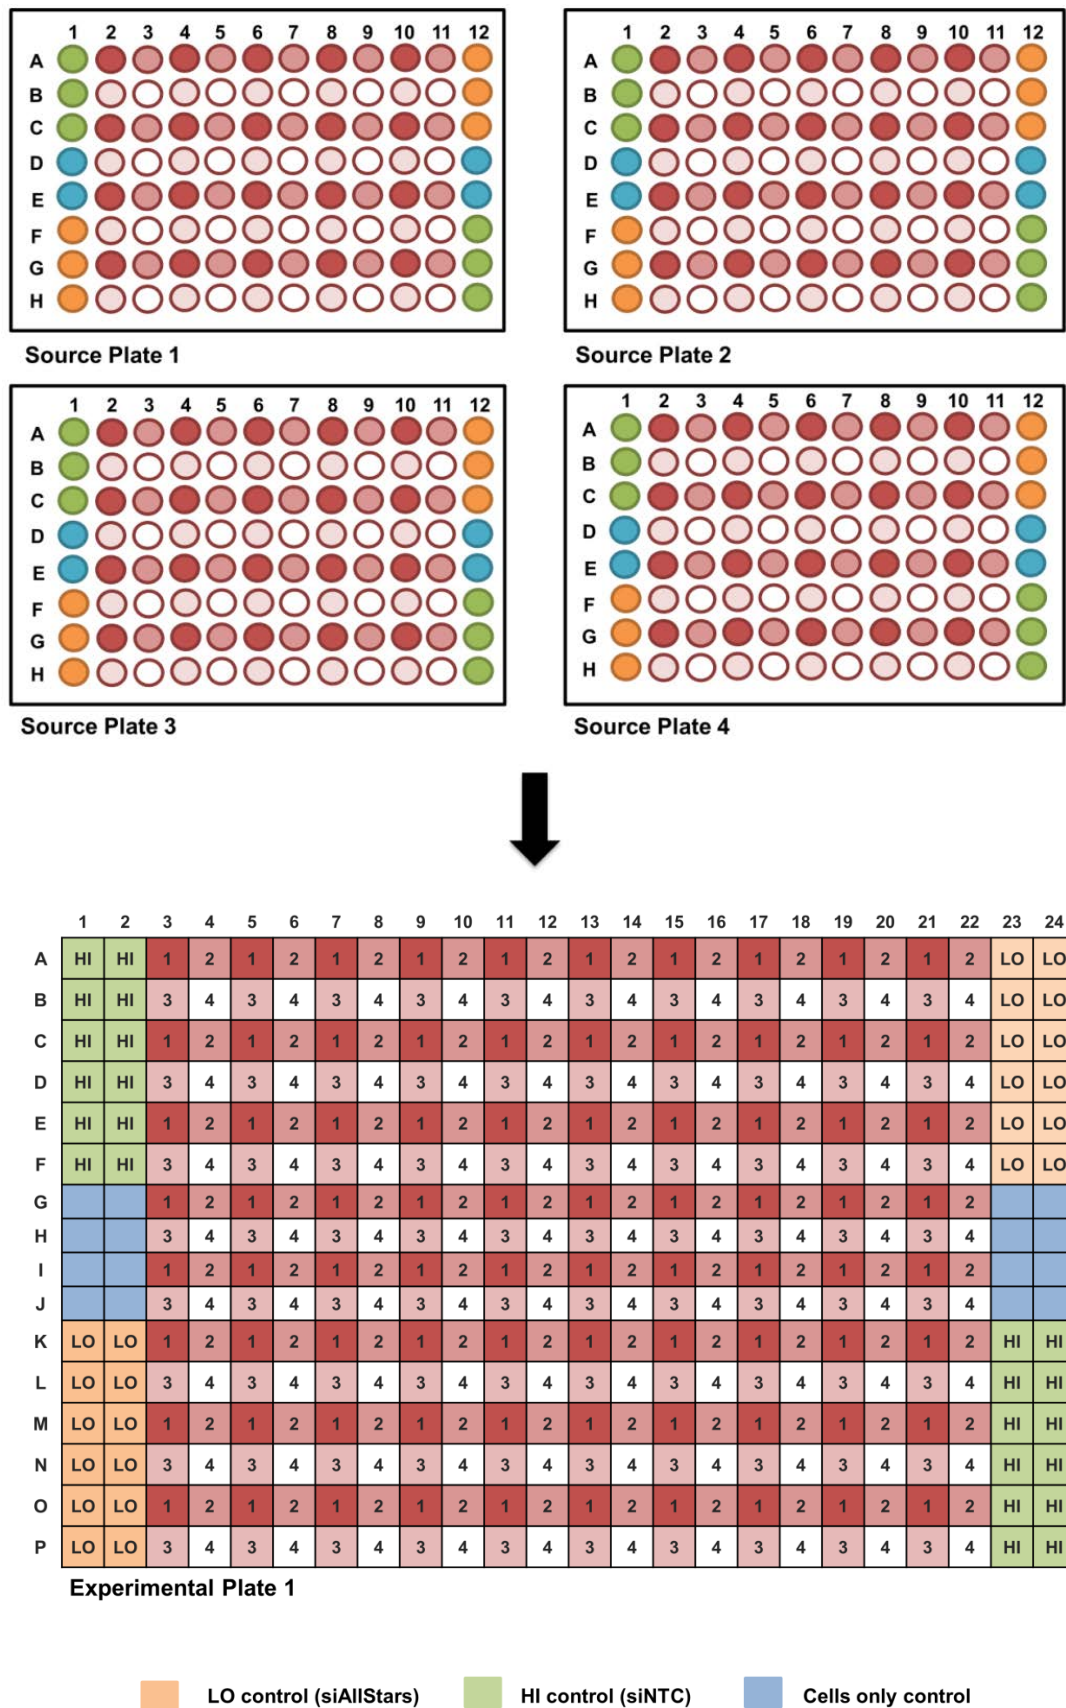 1 2 3 4 5 6 7 8 9 10 11 12
A
B
C
D
E
F
G
H
Source Plate 1
1 2 3 4 5 6 7 8 9 10 11 12
A
B
C
D
E
F
G
H
Source Plate 2
1 2 3 4 5 6 7 8 9 10 11 12
A
B
C
D
E
F
G
H
Source Plate 3
1 2 3 4 5 6 7 8 9 10 11 12
A
B
C
D
E
F
G
H
Source Plate 4
1 2 3 4 5 6 7 8 9 10 11 12 13 14 15 16 17 18 19 20 21 22 23 24
A HI HI 1 2 1 2 1 2 1 2 1 2 1 2 1 2 1 2 1 2 1 2 LO LO
B HI HI 3 4 3 4 3 4 3 4 3 4 3 4 3 4 3 4 3 4 3 4 LO LO
C HI HI 1 2 1 2 1 2 1 2 1 2 1 2 1 2 1 2 1 2 1 2 LO LO
D HI HI 3 4 3 4 3 4 3 4 3 4 3 4 3 4 3 4 3 4 3 4 LO LO
E HI HI 1 2 1 2 1 2 1 2 1 2 1 2 1 2 1 2 1 2 1 2 LO LO
F HI HI 3 4 3 4 3 4 3 4 3 4 3 4 3 4 3 4 3 4 3 4 LO LO
G 1 2 1 2 1 2 1 2 1 2 1 2 1 2 1 2 1 2 1 2
H 3 4 3 4 3 4 3 4 3 4 3 4 3 4 3 4 3 4 3 4
I 1 2 1 2 1 2 1 2 1 2 1 2 1 2 1 2 1 2 1 2
J 3 4 3 4 3 4 3 4 3 4 3 4 3 4 3 4 3 4 3 4
K LO LO 1 2 1 2 1 2 1 2 1 2 1 2 1 2 1 2 1 2 1 2 HI HI
L LO LO 3 4 3 4 3 4 3 4 3 4 3 4 3 4 3 4 3 4 3 4 HI HI
M LO LO 1 2 1 2 1 2 1 2 1 2 1 2 1 2 1 2 1 2 1 2 HI HI
N LO LO 3 4 3 4 3 4 3 4 3 4 3 4 3 4 3 4 3 4 3 4 HI HI
O LO LO 1 2 1 2 1 2 1 2 1 2 1 2 1 2 1 2 1 2 1 2 HI HI
P LO LO 3 4 3 4 3 4 3 4 3 4 3 4 3 4 3 4 3 4 3 4 HI HI
Experimental Plate 1
LO control (siAllStars) HI control (siNTC) Cells only control